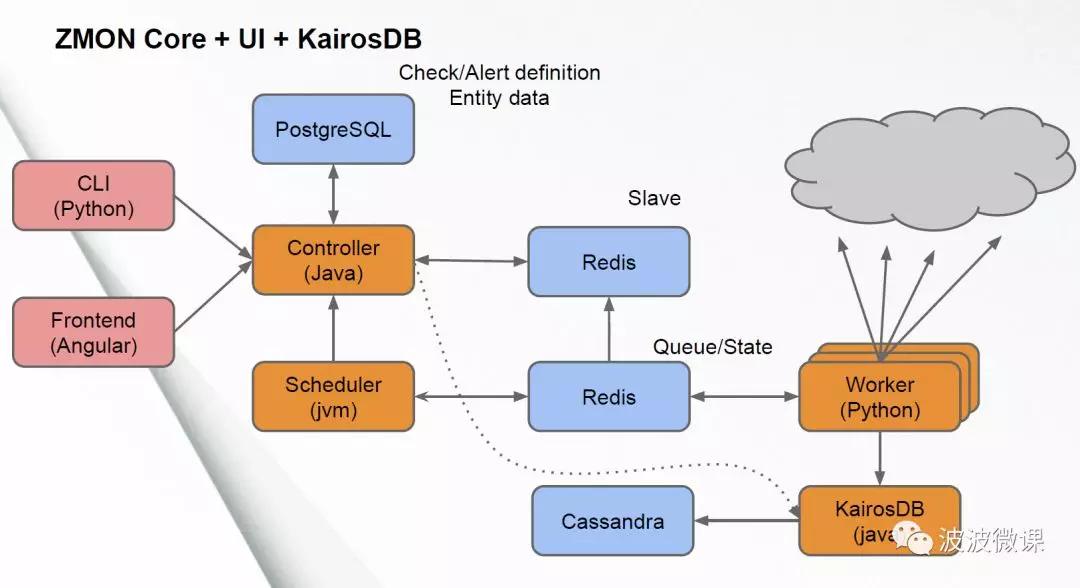 ZMON Core + UI + KairosDB
Check/Alert definition
Entity data
PostgreSQL
CLI
(Python)
Slave
Controller
(Java)
Redis
Frontend
(Angular)
Queue/State
Scheduler
(jvm)
Redis
Worker
(Python)
Cassandra
KairosDB
(java
波波微课